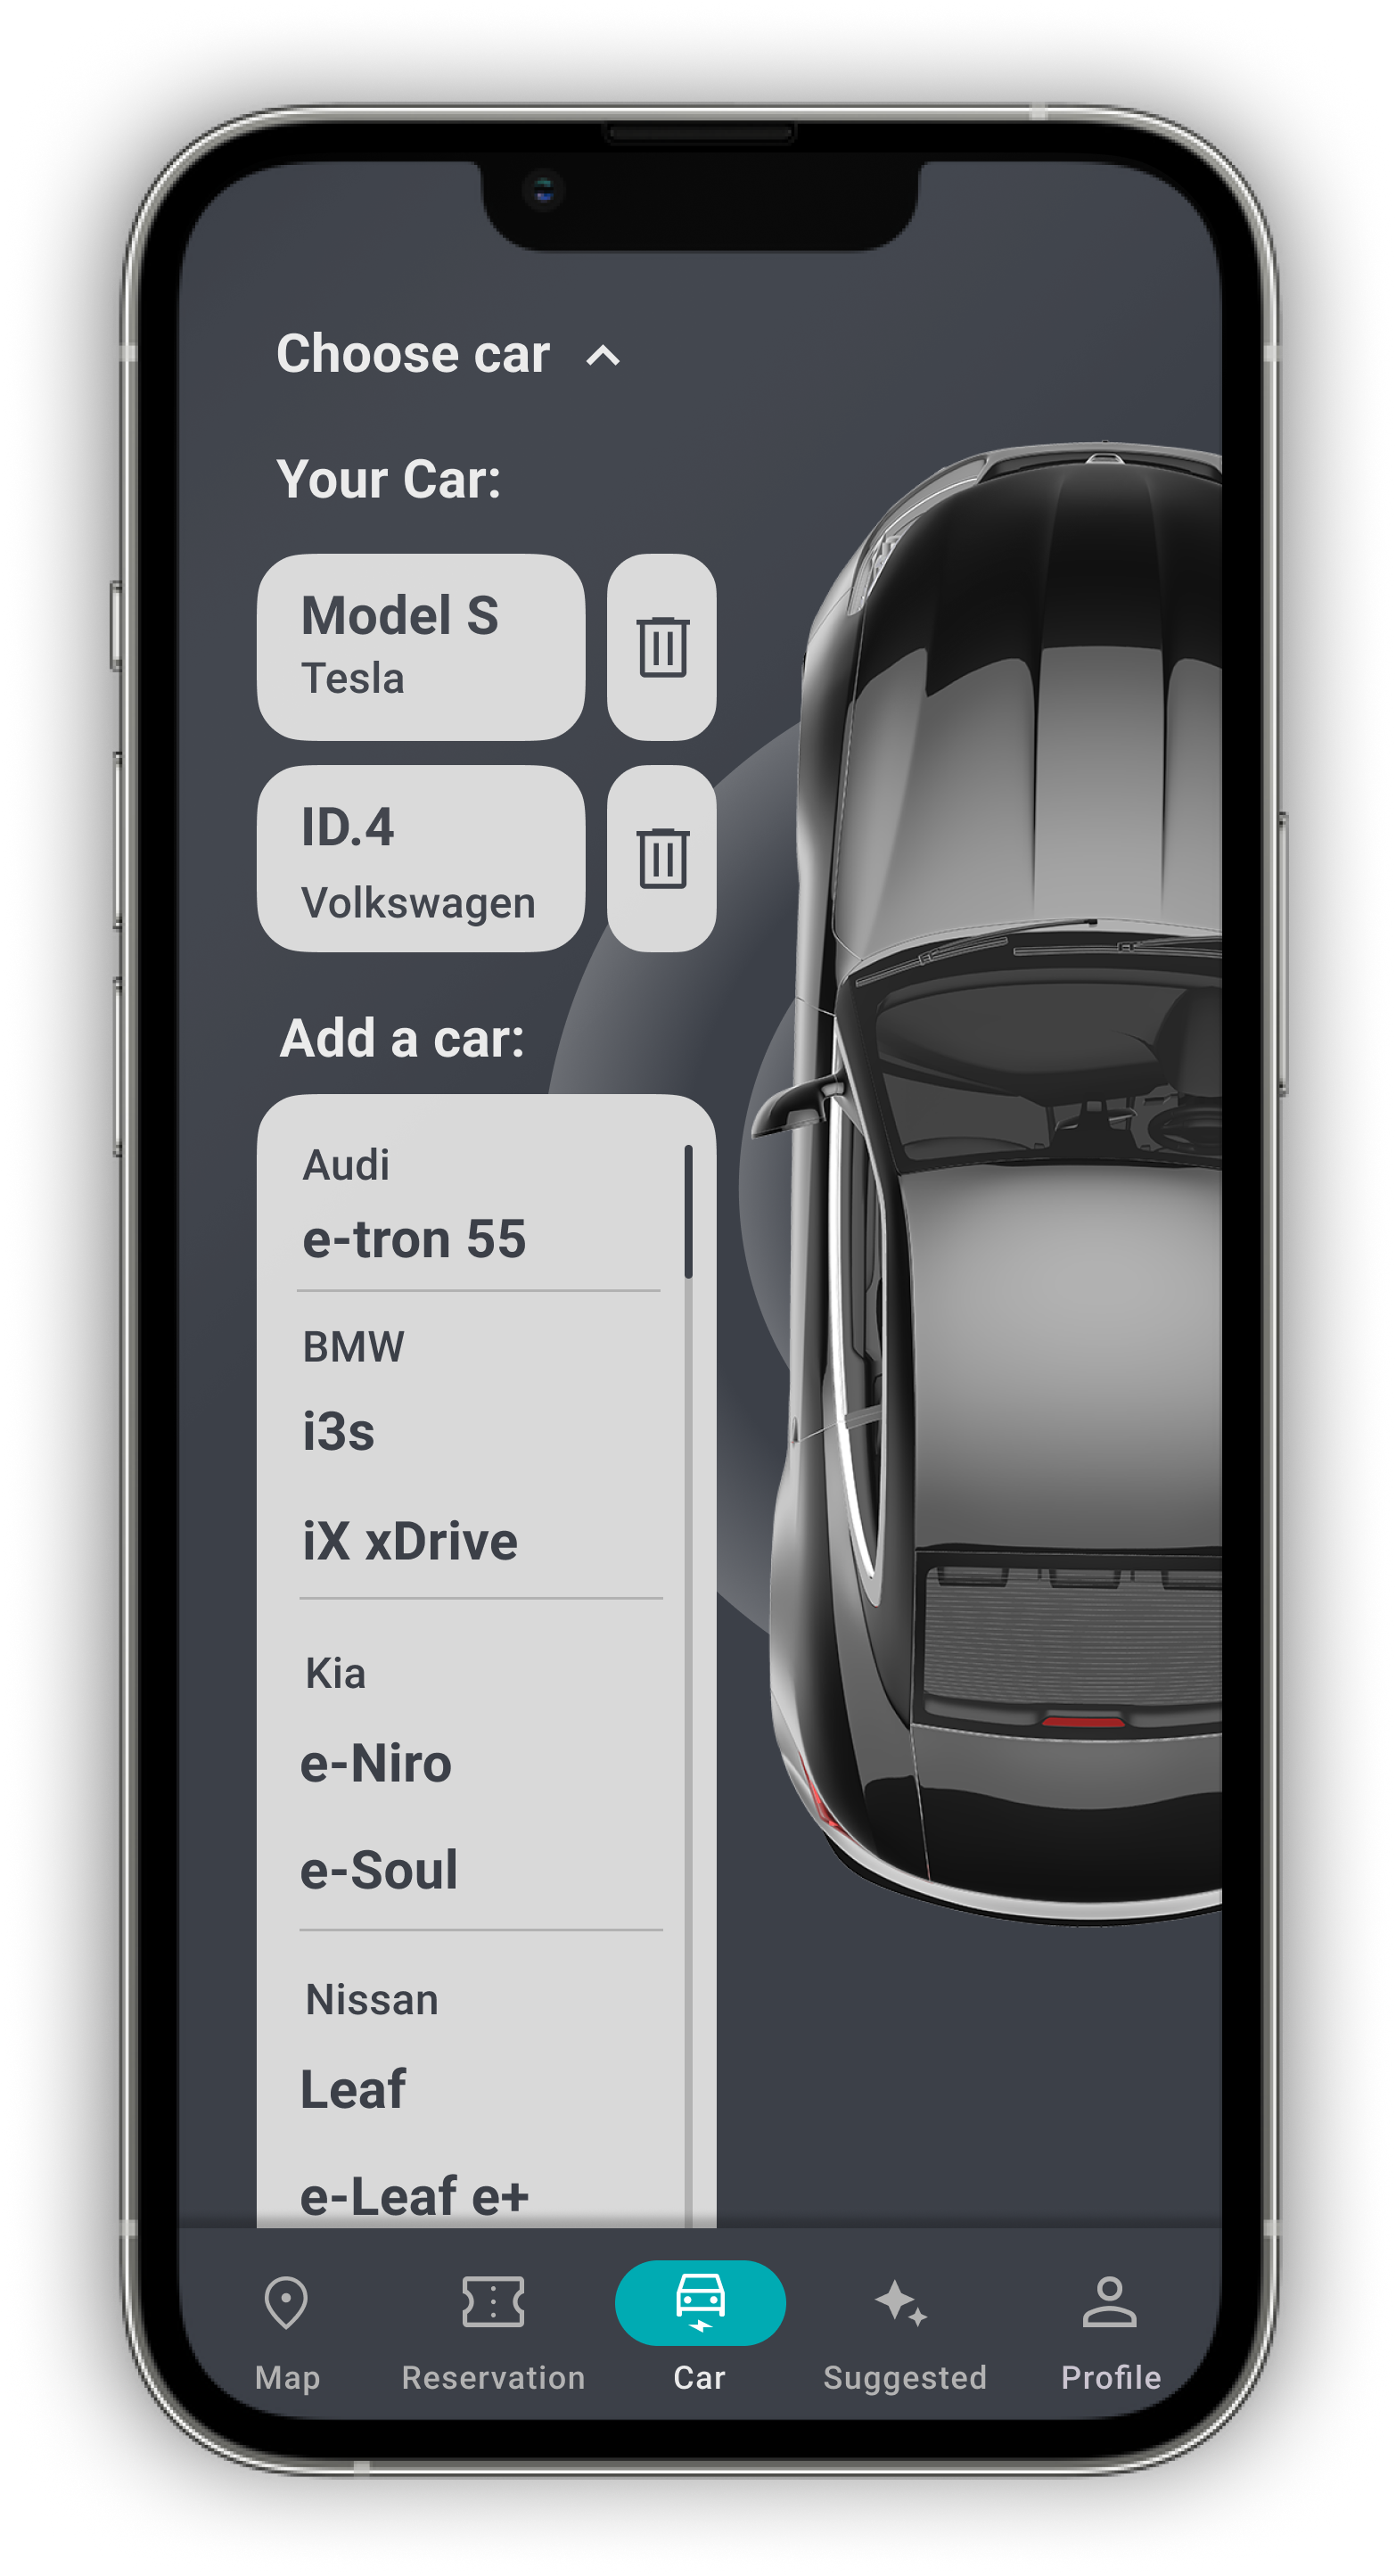 Choose car
Your Car:
Model S
Tesla
ID.4
Volkswagen
Add a car:
Audi
e-tron 55
BMW
i3s
iX xDrive
Kia
e-Niro
e-Soul
Nissan
Leaf
e-Leaf e+
Map
Reservation
Car
Suggested
Profile